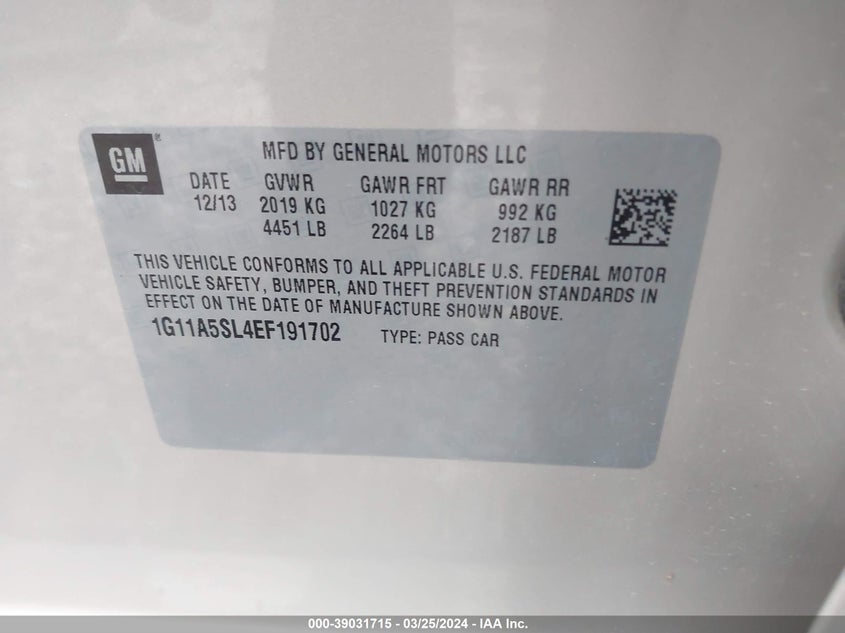 GM®
MFD BY GENERAL MOTORS LLC
DATE GVWR GAWR FRT GAWR RR
12/13 2019 KG 1027 KG 992 KG
4451 LB 2264 LB 2187 LB
THIS VEHICLE CONFORMS TO ALL APPLICABLE U.S. FEDERAL MOTOR
VEHICLE SAFETY, BUMPER, AND THEFT PREVENTION STANDARDS IN
EFFECT ON THE DATE OF MANUFACTURE SHOWN ABOVE.
1G11A5SL4EF191702 TYPE: PASS CAR
000-39031715 - 03/25/2024 - IAA Inc.